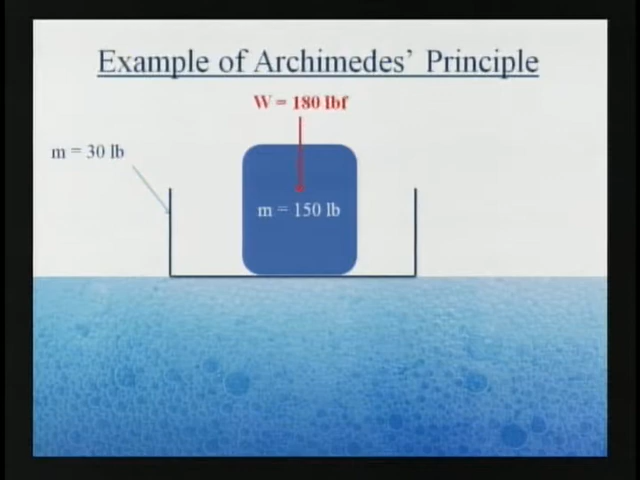 Example of Archimedes' Principle
W = 180 lbf
m = 30 lb
m = 150 lb